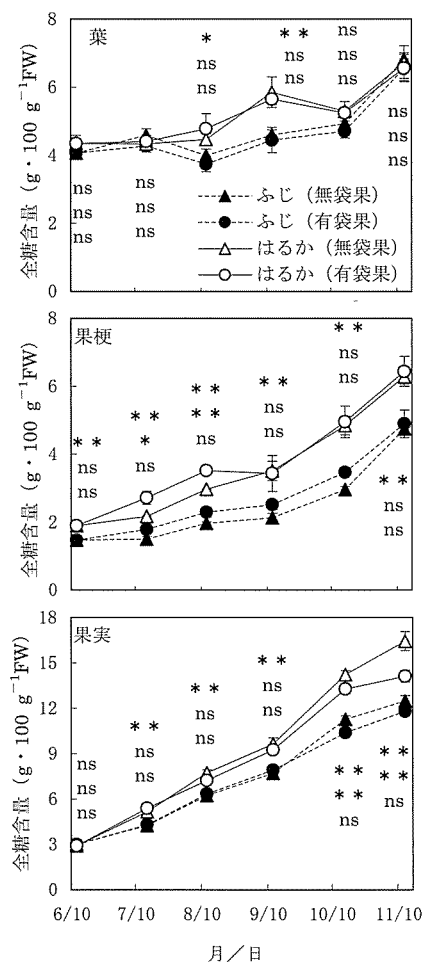 葉
8
6
4
2
0
全糖含量 (g・100 g⁻¹FW)
* ** ns
ns ns ns
ns ns ns
ns ns ns
ns ns ns
ns ns ns
ふじ (無袋果)
ふじ (有袋果)
はるか (無袋果)
はるか (有袋果)
果梗
8
6
4
2
0
全糖含量 (g・100 g⁻¹FW)
** ** ** ** ** **
ns * ** ns ns ns
ns ns ns ns ns ns
果実
18
15
12
9
6
3
0
全糖含量 (g・100 g⁻¹FW)
ns ** ** ** ** **
ns ns ns ns ** **
ns ns ns ns ns ns
6/10 7/10 8/10 9/10 10/10 11/10
月／日